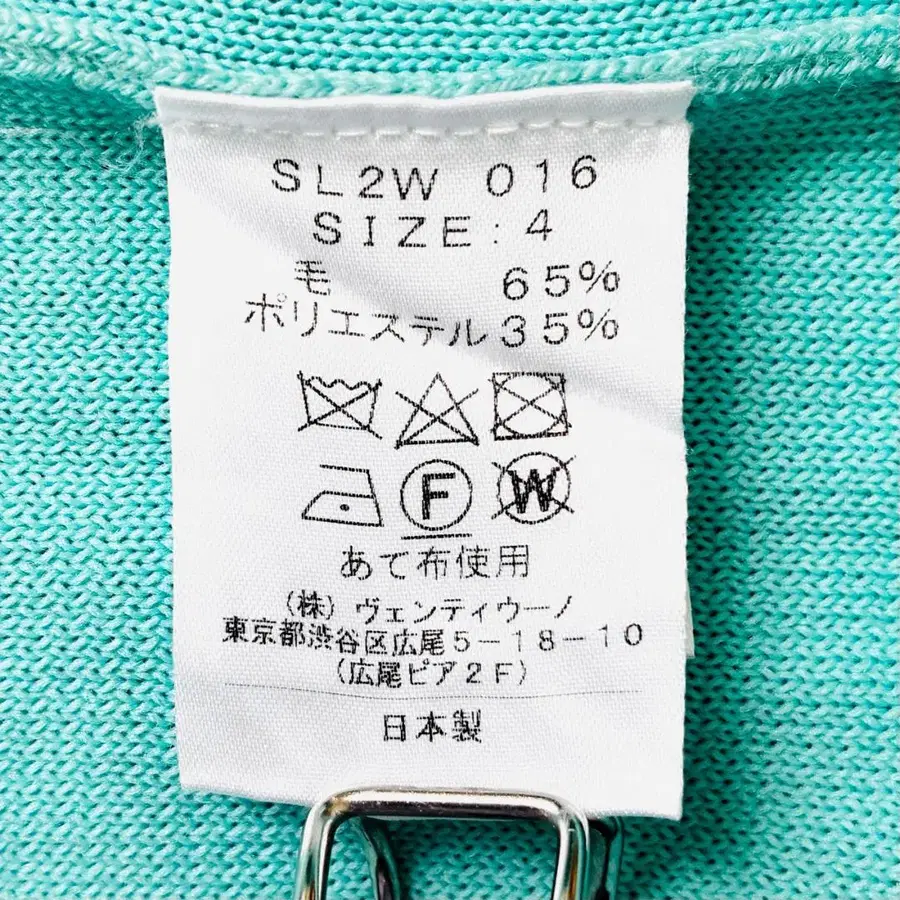 SL2W 016
SIZE:4
毛 65%
ポリエステル35%
F W
あて布使用
(株) ヴェンティウーノ
東京都渋谷区広尾5-18-10
(広尾ピア2F)
日本製